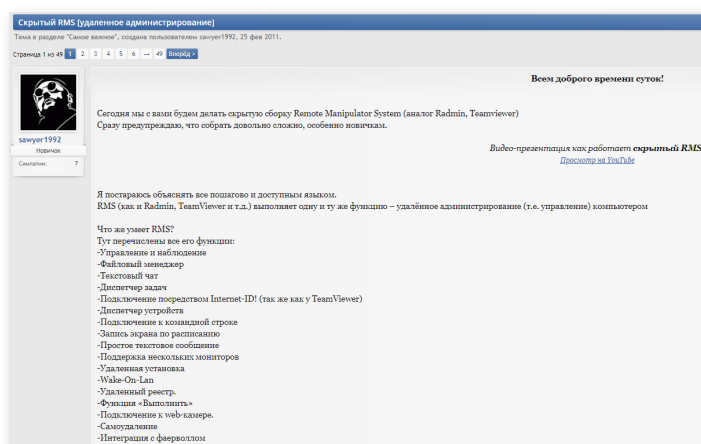 Скрытый RMS [удаленное администрирование]
Тема в разделе "Самое важное", создана пользователем sawyer1992, 25 фев 2011.
Страница 1 из 49 1 2 3 4 5 6 → 49 Вперёд >
Всем доброго времени суток!
Сегодня мы с вами будем делать скрытую сборку Remote Manipulator System (аналог Radmin, Teamviewer)
Сразу предупреждаю, что собрать довольно сложно, особенно новичкам.
sawyer1992
Новичок
Симпатии: 7
Видео-презентация как работает скрытый RMS
Просмотр на YouTube
Я постараюсь объяснять все пошагово и доступным языком.
RMS (как и Radmin, TeamViewer и т.д.) выполняет одну и ту же функцию – удалённое администрирование (т.е. управление) компьютером
Что же умеет RMS?
Тут перечислены все его функции:
-Управление и наблюдение
-Файловый менеджер
-Текстовый чат
-Диспетчер задач
-Подключение посредством Internet-ID! (так же как у TeamViewer)
-Диспетчер устройств
-Подключение к командной строке
-Запись экрана по расписанию
-Простое текстовое сообщение
-Поддержка нескольких мониторов
-Удаленная установка
-Wake-On-Lan
-Удаленный реестр.
-Функция «Выполнить»
-Подключение к web-камере.
-Самоудаление
-Интеграция с фаерволлом